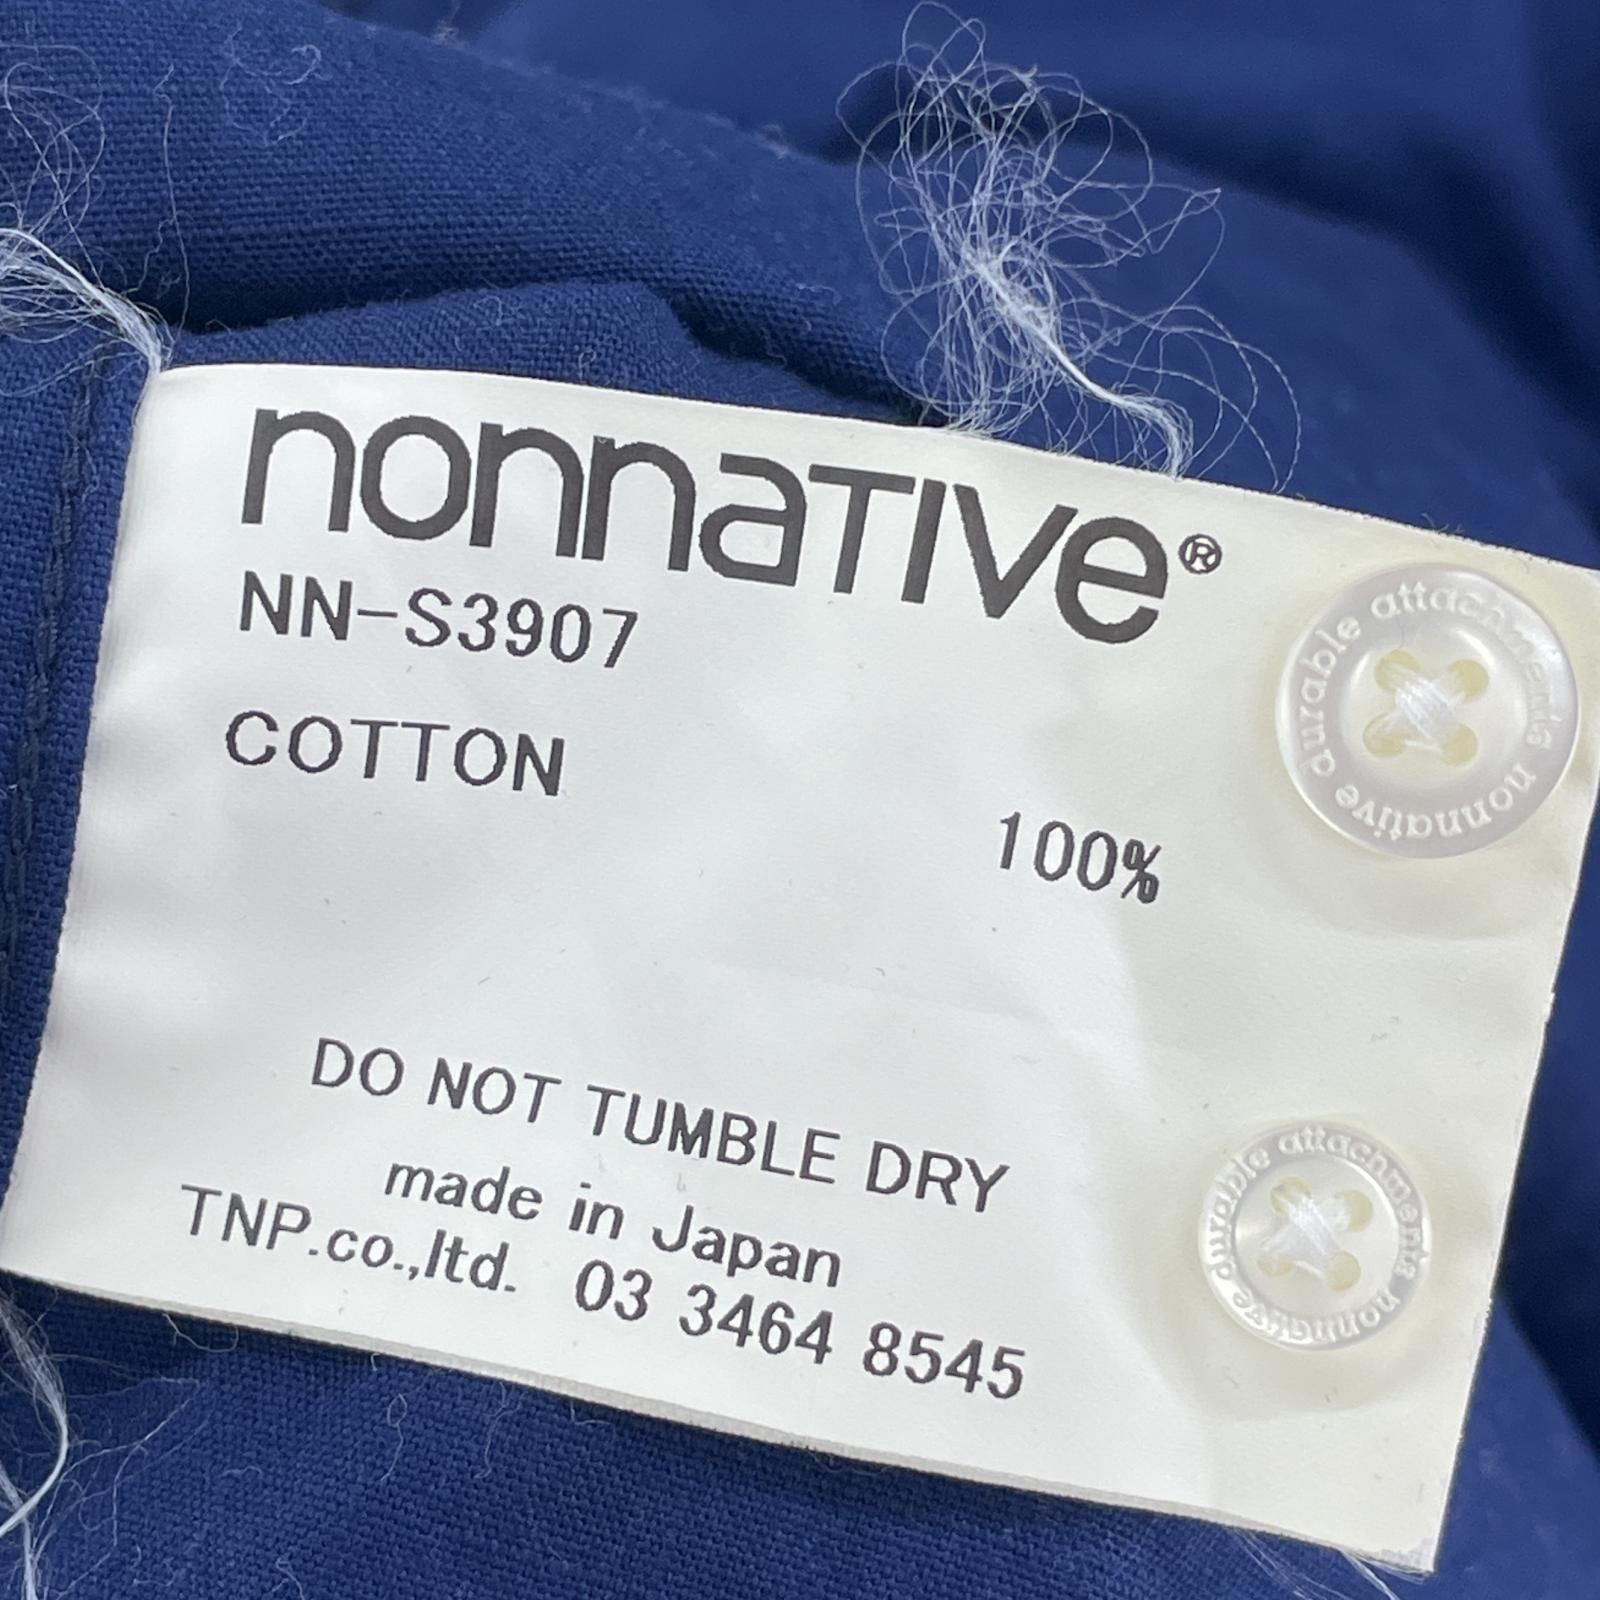 nonnative®
NN-S3907
COTTON
100%
DO NOT TUMBLE DRY
made in Japan
TNP.co.,ltd. 03 3464 8545
nonnative durable attachments
nonnative durable attachments